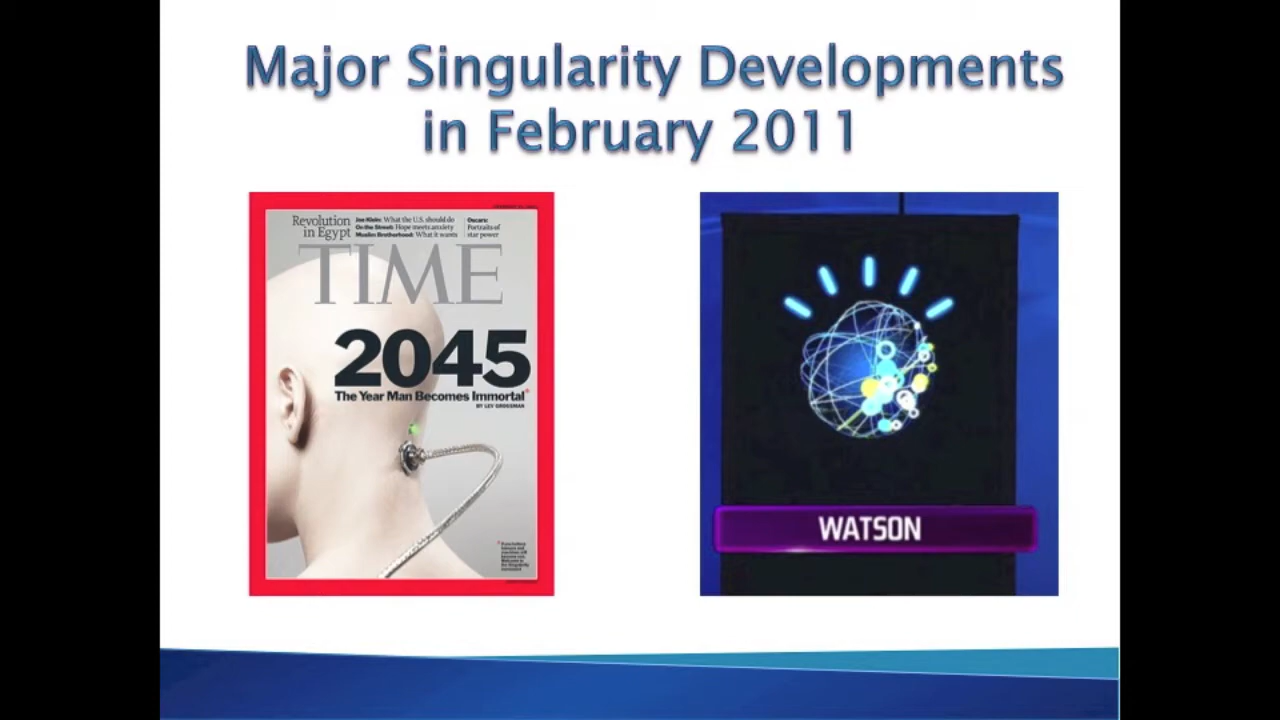 Major Singularity Developments
in February 2011
Revolution
in Egypt
Joe Klein: What the U.S. should do
On the Street: Hope meets anxiety
Muslim Brotherhood: What it wants
Oscars:
Portraits of
star power
TIME
2045
The Year Man Becomes Immortal*
BY LEV GROSSMAN
WATSON